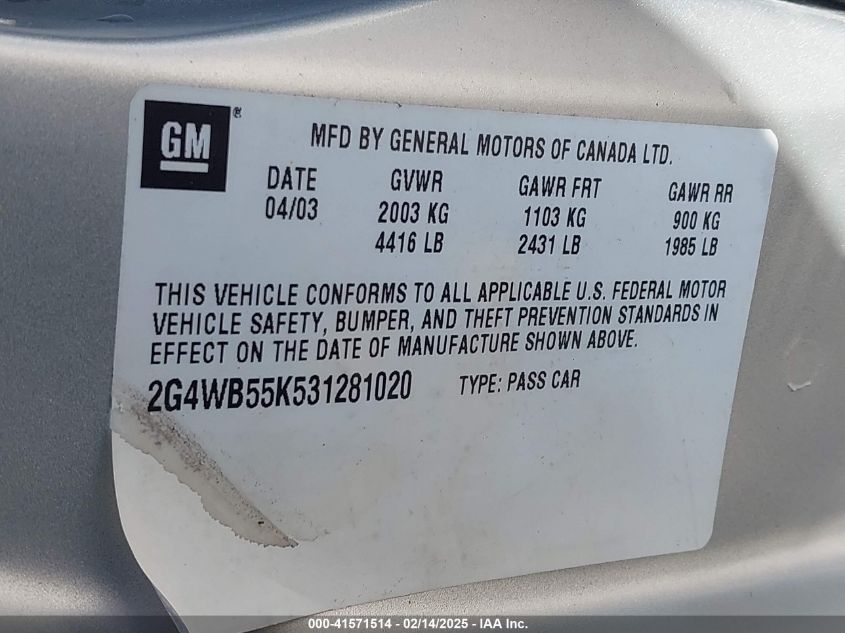 GM®
MFD BY GENERAL MOTORS OF CANADA LTD.
DATE GVWR GAWR FRT GAWR RR
04/03 2003 KG 1103 KG 900 KG
4416 LB 2431 LB 1985 LB
THIS VEHICLE CONFORMS TO ALL APPLICABLE U.S. FEDERAL MOTOR
VEHICLE SAFETY, BUMPER, AND THEFT PREVENTION STANDARDS IN
EFFECT ON THE DATE OF MANUFACTURE SHOWN ABOVE.
2G4WB55K531281020 TYPE: PASS CAR
000-41571514 - 02/14/2025 - IAA Inc.